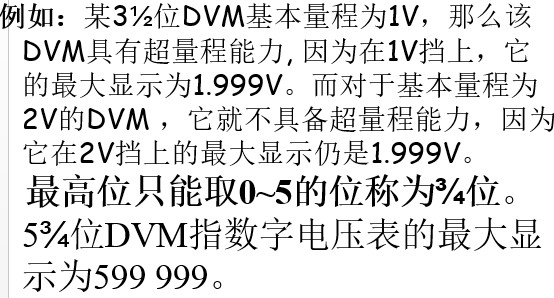 例如：某3½位DVM基本量程为1V，那么该
DVM具有超量程能力, 因为在1V挡上，它
的最大显示为1.999V。而对于基本量程为
2V的DVM ，它就不具备超量程能力，因为
它在2V挡上的最大显示仍是1.999V。
最高位只能取0~5的位称为¾位。
5¾位DVM指数字电压表的最大显
示为599 999。